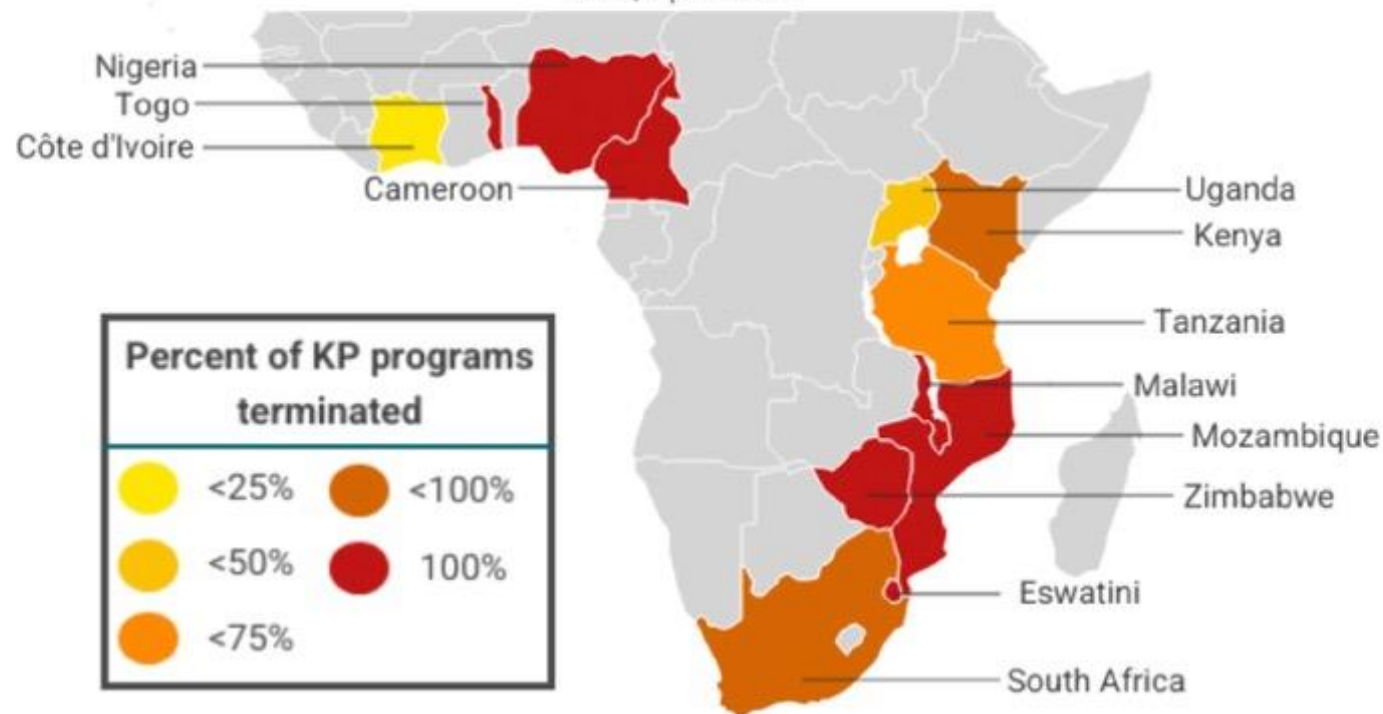 Nigeria
Togo
Côte d'Ivoire
Cameroon
Uganda
Kenya
Tanzania
Malawi
Mozambique
Zimbabwe
Eswatini
South Africa
Percent of KP programs
terminated
<25%
<100%
<50%
100%
<75%